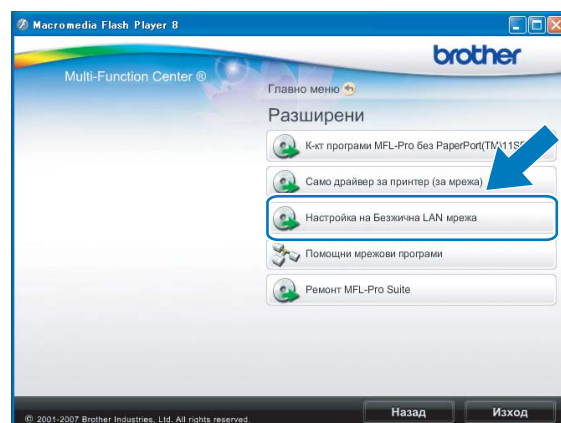 Macromedia Flash Player 8
brother
Multi-Function Center ®
Главно меню
Разширени
К-кт програми MFL-Pro без PaperPort(TM)11S
Само драйвер за принтер (за мрежа)
Настройка на Безжична LAN мрежа
Помощни мрежови програми
Ремонт MFL-Pro Suite
Назад
Изход
© 2001-2007 Brother Industries, Ltd. All rights reserved.